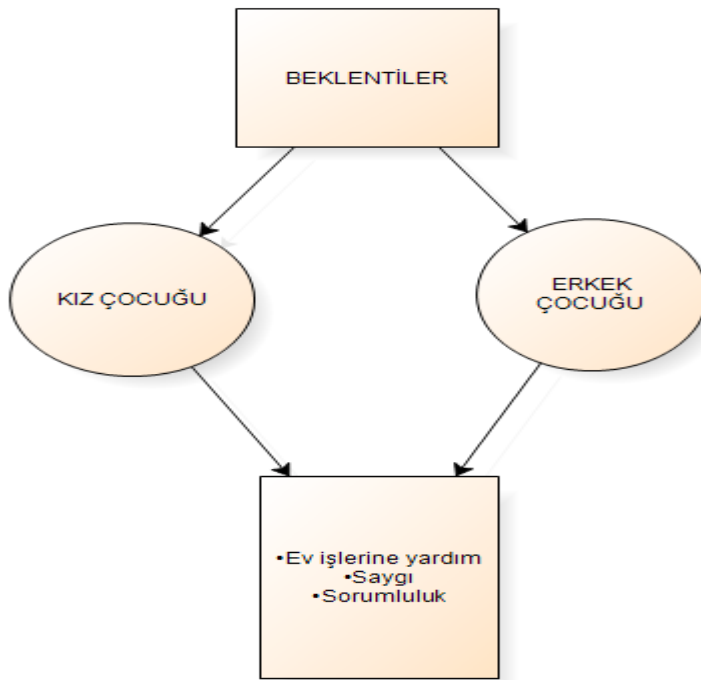 BEKLENTİLER
KIZ ÇOCUĞU
ERKEK
ÇOCUĞU
•Ev işlerine yardım
•Saygı
•Sorumluluk